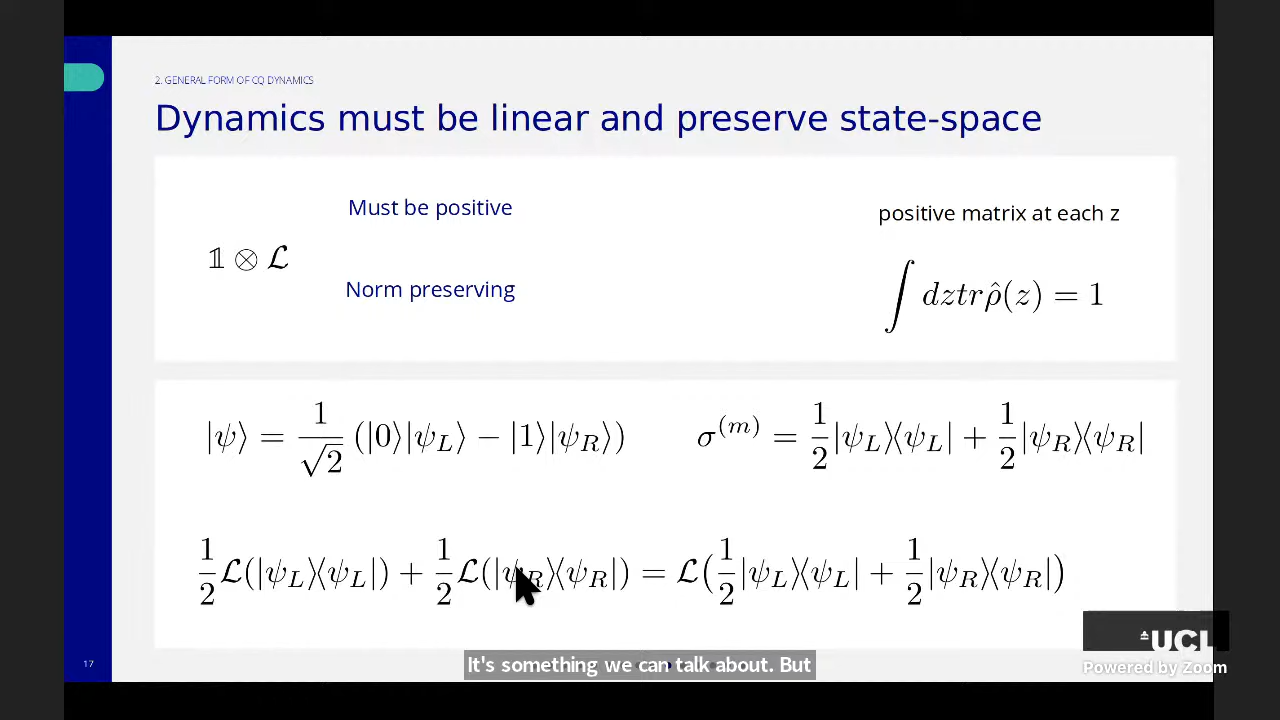 2. GENERAL FORM OF CQ DYNAMICS
Dynamics must be linear and preserve state-space
Must be positive
positive matrix at each z
𝟙 ⊗ ℒ
Norm preserving
∫ dztrρ̂(z) = 1
|ψ⟩ = 1/√2 (|0⟩|ψ_L⟩ − |1⟩|ψ_R⟩)
σ^(m) = 1/2 |ψ_L⟩⟨ψ_L| + 1/2 |ψ_R⟩⟨ψ_R|
1/2 ℒ(|ψ_L⟩⟨ψ_L|) + 1/2 ℒ(|ψ_R⟩⟨ψ_R|) = ℒ(1/2 |ψ_L⟩⟨ψ_L| + 1/2 |ψ_R⟩⟨ψ_R|)
UCL
17
It's something we can talk about. But
Powered by Zoom